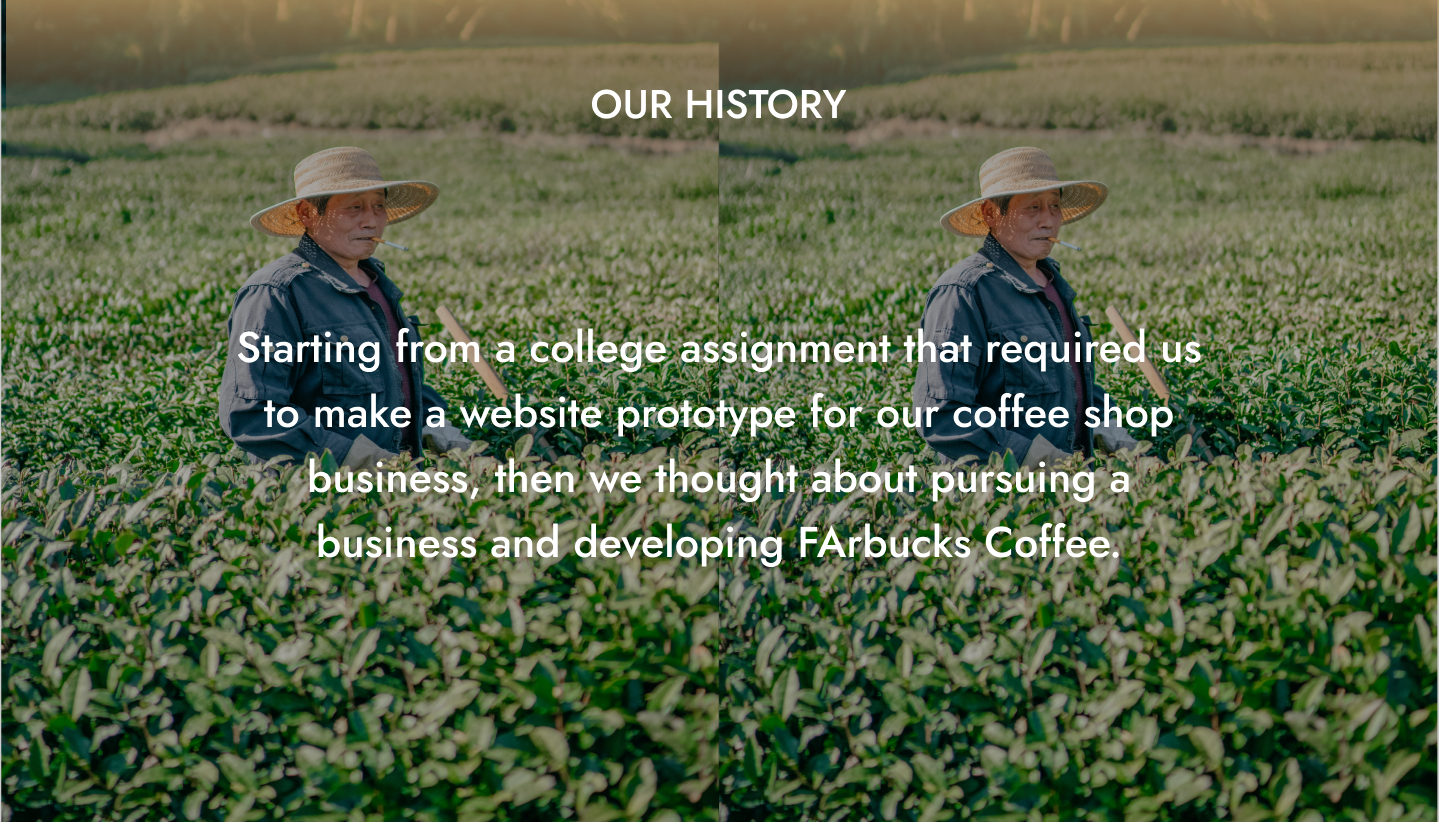 OUR HISTORY
Starting from a college assignment that required us
to make a website prototype for our coffee shop
business, then we thought about pursuing a
business and developing FArbucks Coffee.